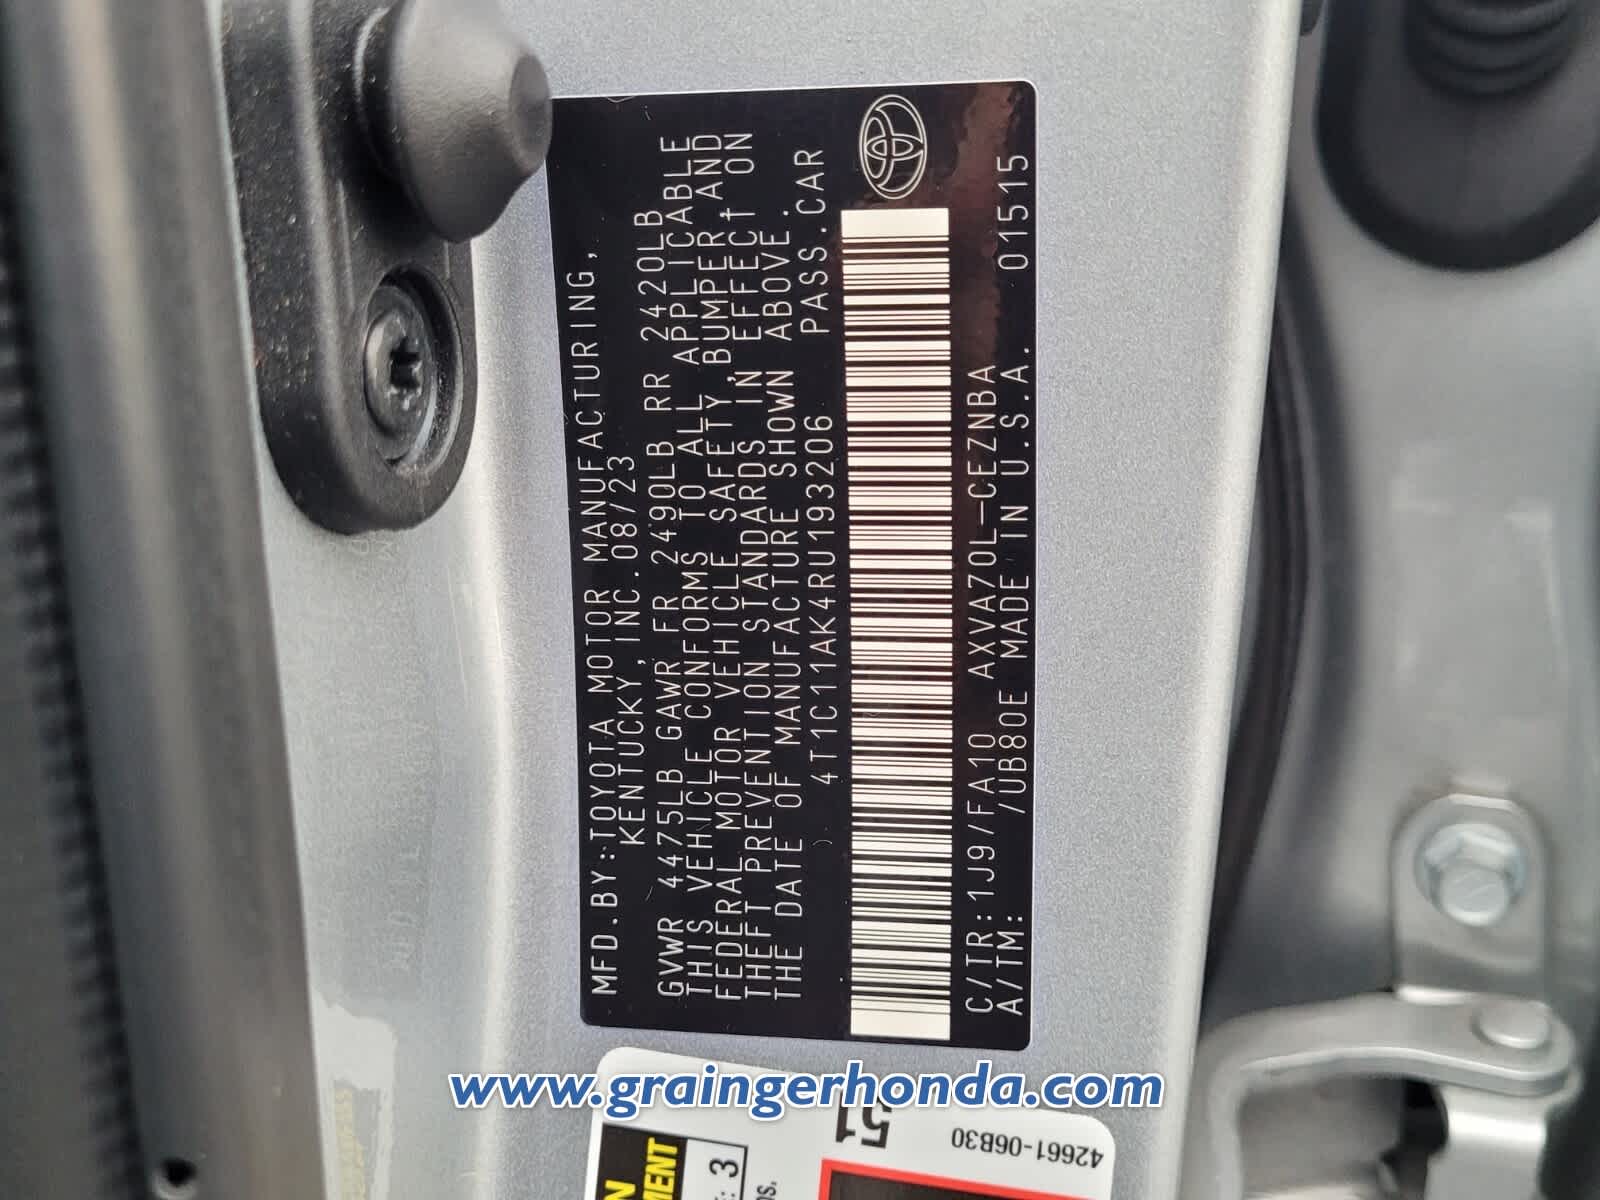 MFD.BY:TOYOTA MOTOR MANUFACTURING,
KENTUCKY,INC.08/23
GVWR 4475LB GAWR FR 2490LB RR 2420LB
THIS VEHICLE CONFORMS TO ALL APPLICABLE
FEDERAL MOTOR VEHICLE SAFETY,BUMPER,AND
THEFT PREVENTION STANDARDS IN EFFECT ON
THE DATE OF MANUFACTURE SHOWN ABOVE.
4T1C11AK4RU193206 PASS.CAR
C/TR:1J9/FA10 AXVA70L-CEZNBA 01515
A/TM: /UB80E MADE IN U.S.A.
www.graingerhonda.com
51
42661-06B30
3